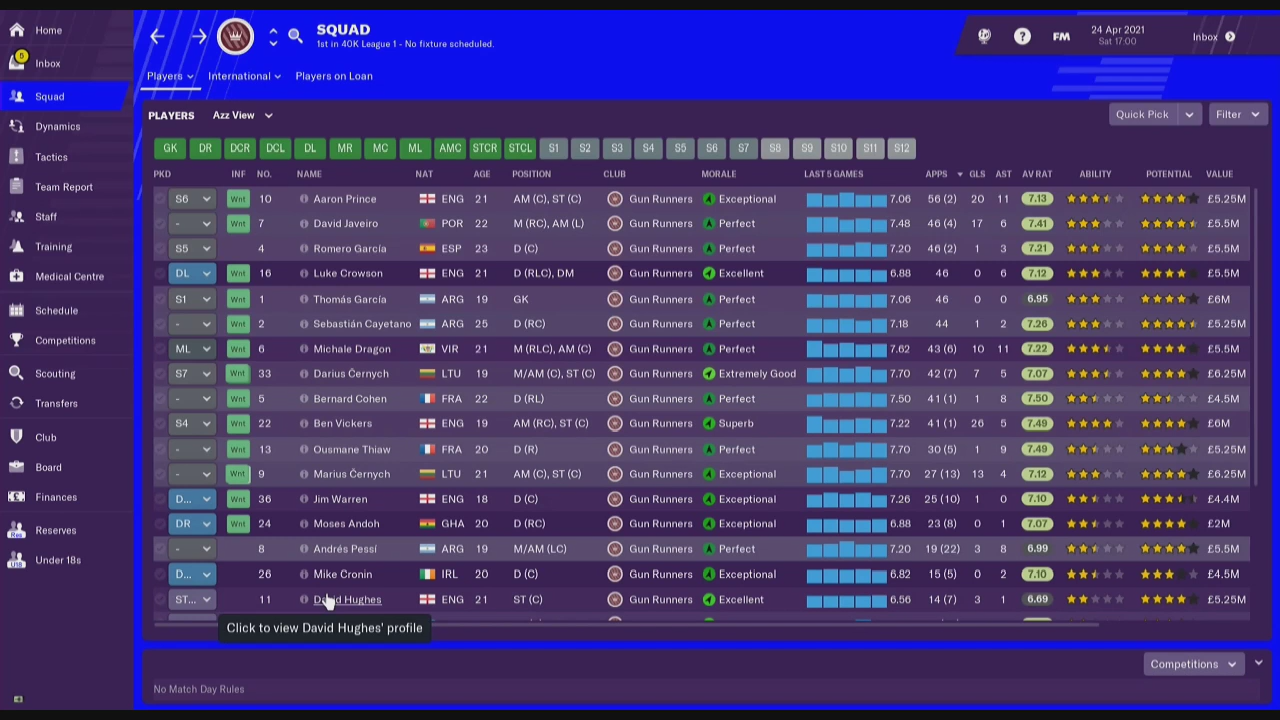 Home
5
Inbox
Squad
Dynamics
Tactics
Team Report
Staff
Training
Medical Centre
Schedule
Competitions
Scouting
Transfers
Club
Board
Finances
Res
Reserves
U18
Under 18s
SQUAD
1st in 40K League 1 - No fixture scheduled.
FM
24 Apr 2021
Sat 17:00
Inbox
Players International Players on Loan
PLAYERS Azz View Quick Pick Filter
GK DR DCR DCL DL MR MC ML AMC STCR STCL S1 S2 S3 S4 S5 S6 S7 S8 S9 S10 S11 S12
PKD INF NO. NAME NAT AGE POSITION CLUB MORALE LAST 5 GAMES APPS GLS AST AV RAT ABILITY POTENTIAL VALUE
S6 Wnt 10 Aaron Prince ENG 21 AM (C), ST (C) Gun Runners Exceptional 7.06 56 (2) 20 11 7.13 £5.25M
- Wnt 7 David Javeiro POR 22 M (RC), AM (L) Gun Runners Perfect 7.48 46 (4) 17 6 7.41 £5.5M
S5 4 Romero García ESP 23 D (C) Gun Runners Perfect 7.20 46 (2) 1 3 7.21 £5.5M
DL Wnt 16 Luke Crowson ENG 21 D (RLC), DM Gun Runners Excellent 6.88 46 0 6 7.12 £5.5M
S1 Wnt 1 Thomás García ARG 19 GK Gun Runners Perfect 7.06 46 0 0 6.95 £6M
- Wnt 2 Sebastián Cayetano ARG 25 D (RC) Gun Runners Perfect 7.18 44 1 2 7.26 £5.25M
ML Wnt 6 Michale Dragon VIR 21 M (RLC), AM (C) Gun Runners Perfect 7.62 43 (6) 10 11 7.22 £5.5M
S7 Wnt 33 Darius Černych LTU 19 M/AM (C), ST (C) Gun Runners Extremely Good 7.70 42 (7) 7 5 7.07 £6.25M
- Wnt 5 Bernard Cohen FRA 22 D (RL) Gun Runners Perfect 7.50 41 (1) 1 8 7.50 £4.5M
S4 Wnt 22 Ben Vickers ENG 19 AM (RC), ST (C) Gun Runners Superb 7.22 41 (1) 26 5 7.49 £6M
- Wnt 13 Ousmane Thiaw FRA 20 D (R) Gun Runners Perfect 7.70 30 (5) 1 9 7.49 £5.5M
- Wnt 9 Marius Černych LTU 21 AM (C), ST (C) Gun Runners Exceptional 7.70 27 (13) 13 4 7.12 £6.25M
D... Wnt 36 Jim Warren ENG 18 D (C) Gun Runners Exceptional 7.26 25 (10) 1 0 7.10 £4.4M
DR Wnt 24 Moses Andoh GHA 20 D (RC) Gun Runners Exceptional 6.88 23 (8) 0 1 7.07 £2M
- 8 Andrés Pessí ARG 19 M/AM (LC) Gun Runners Perfect 7.20 19 (22) 3 8 6.99 £5.5M
D... 26 Mike Cronin IRL 20 D (C) Gun Runners Exceptional 6.82 15 (5) 0 2 7.10 £4.5M
ST... 11 David Hughes ENG 21 ST (C) Gun Runners Excellent 6.56 14 (7) 3 1 6.69 £5.25M
Click to view David Hughes' profile
Competitions
No Match Day Rules